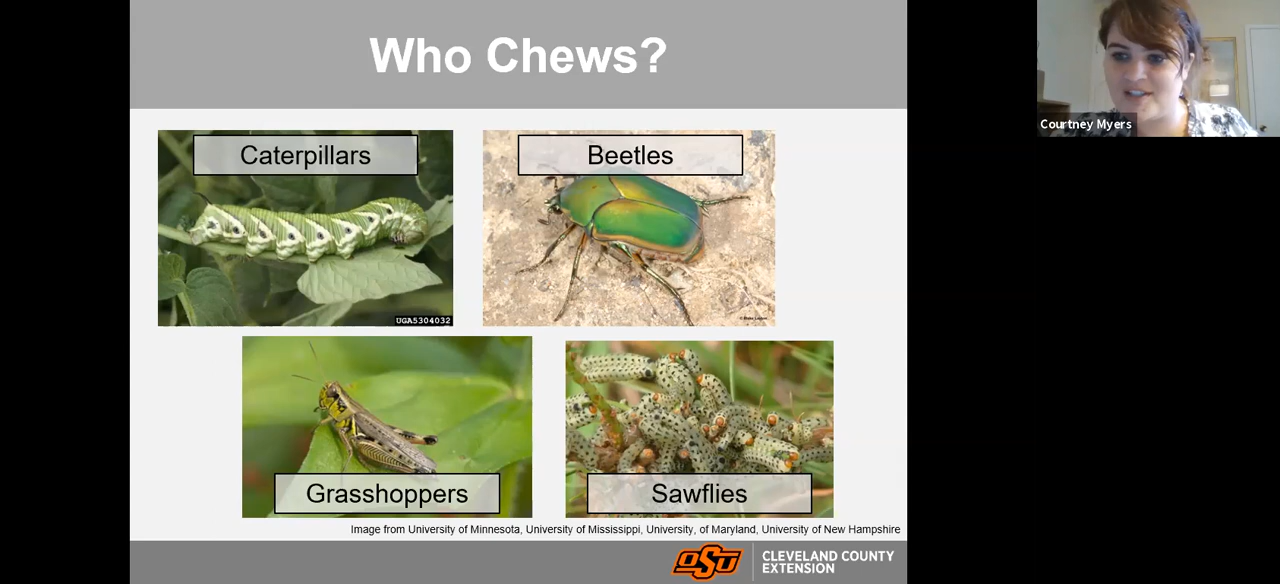 Who Chews?
Courtney Myers
Caterpillars
Beetles
UGA5304032
Grasshoppers
Sawflies
Image from University of Minnesota, University of Mississippi, University, of Maryland, University of New Hampshire
OSU
CLEVELAND COUNTY
EXTENSION